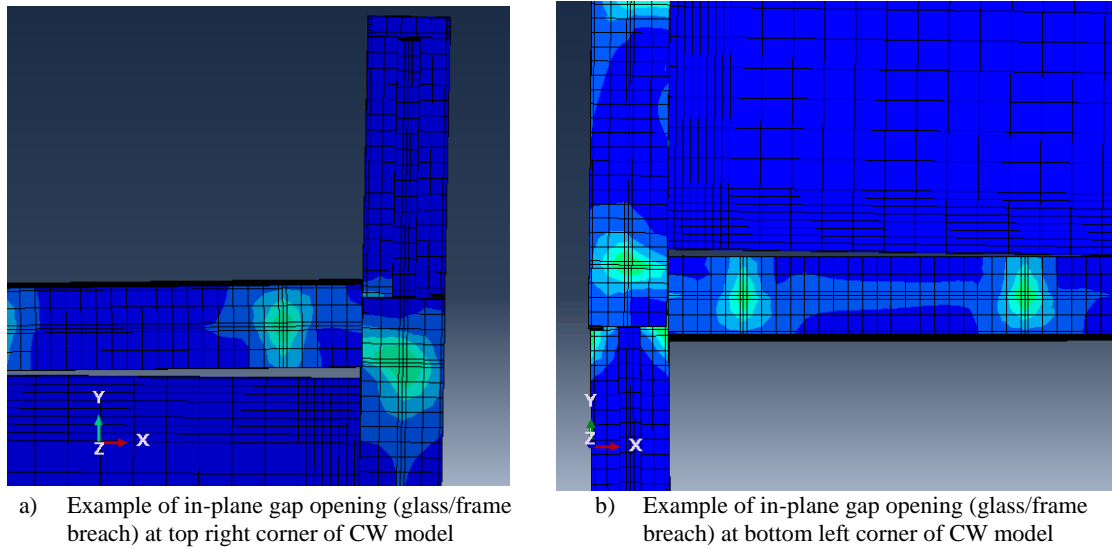 Y
Z
X
Y
Z
X
a) Example of in-plane gap opening (glass/frame
breach) at top right corner of CW model
b) Example of in-plane gap opening (glass/frame
breach) at bottom left corner of CW model